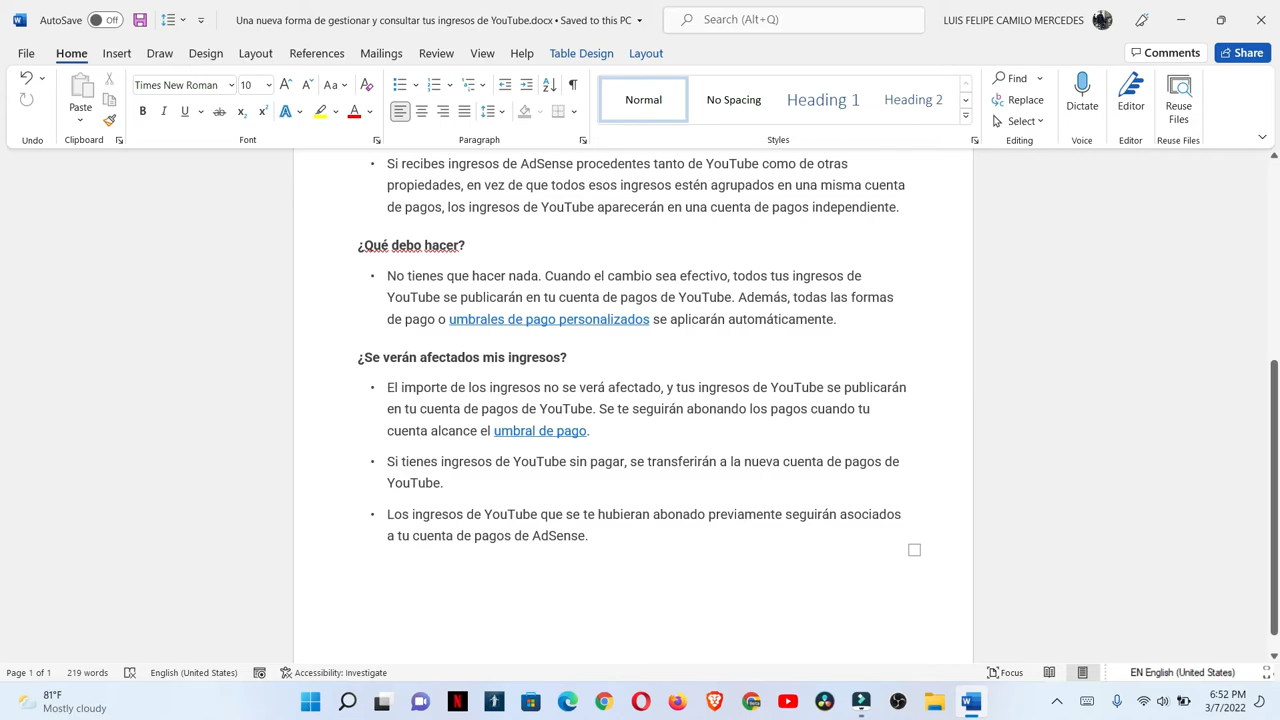 AutoSave Off
Una nueva forma de gestionar y consultar tus ingresos de YouTube.docx • Saved to this PC
Search (Alt+Q)
LUIS FELIPE CAMILO MERCEDES
File Home Insert Draw Design Layout References Mailings Review View Help Table Design Layout
Comments Share
Times New Roman 10
Paste
Normal No Spacing Heading 1 Heading 2
Find
Replace
Select
Dictate
Editor
Reuse
Files
Undo Clipboard Font Paragraph Styles Editing Voice Editor Reuse Files
• Si recibes ingresos de AdSense procedentes tanto de YouTube como de otras
propiedades, en vez de que todos esos ingresos estén agrupados en una misma cuenta
de pagos, los ingresos de YouTube aparecerán en una cuenta de pagos independiente.
¿Qué debo hacer?
• No tienes que hacer nada. Cuando el cambio sea efectivo, todos tus ingresos de
YouTube se publicarán en tu cuenta de pagos de YouTube. Además, todas las formas
de pago o umbrales de pago personalizados se aplicarán automáticamente.
¿Se verán afectados mis ingresos?
• El importe de los ingresos no se verá afectado, y tus ingresos de YouTube se publicarán
en tu cuenta de pagos de YouTube. Se te seguirán abonando los pagos cuando tu
cuenta alcance el umbral de pago.
• Si tienes ingresos de YouTube sin pagar, se transferirán a la nueva cuenta de pagos de
YouTube.
• Los ingresos de YouTube que se te hubieran abonado previamente seguirán asociados
a tu cuenta de pagos de AdSense.
Page 1 of 1 219 words English (United States) Accessibility: Investigate Focus EN English (United States)
81°F
Mostly cloudy
6:52 PM
3/7/2022